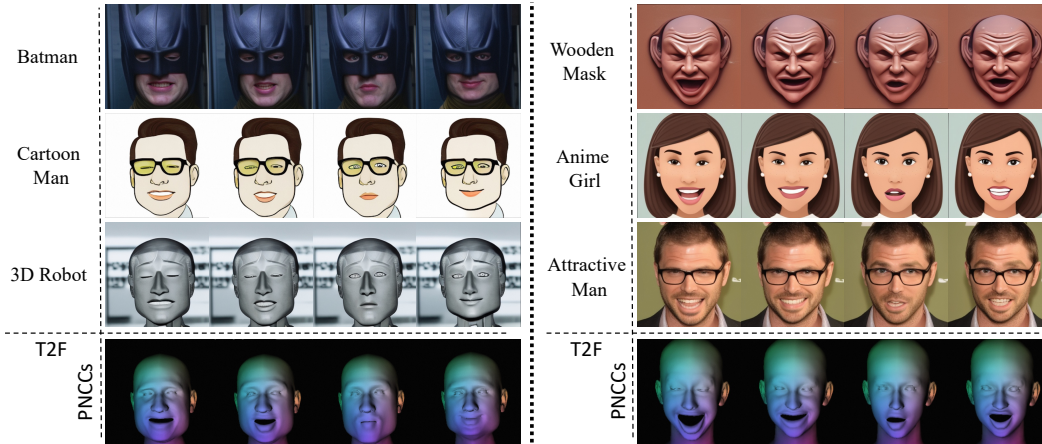 Batman
Cartoon
Man
3D Robot
T2F
PNCCs
Wooden
Mask
Anime
Girl
Attractive
Man
T2F
PNCCs